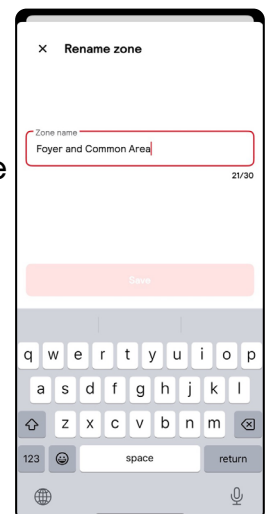 × Rename zone
e
Zone name
Foyer and Common Area
21/30
Save
q w e r t y u i o p
a s d f g h j k l
z x c v b n m
123 space return